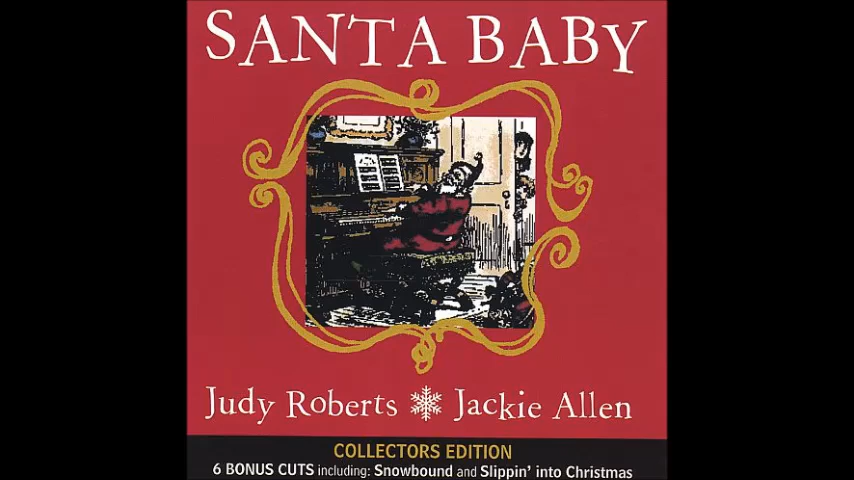 SANTA BABY
Judy Roberts Jackie Allen
COLLECTORS EDITION
6 BONUS CUTS including: Snowbound and Slippin' into Christmas